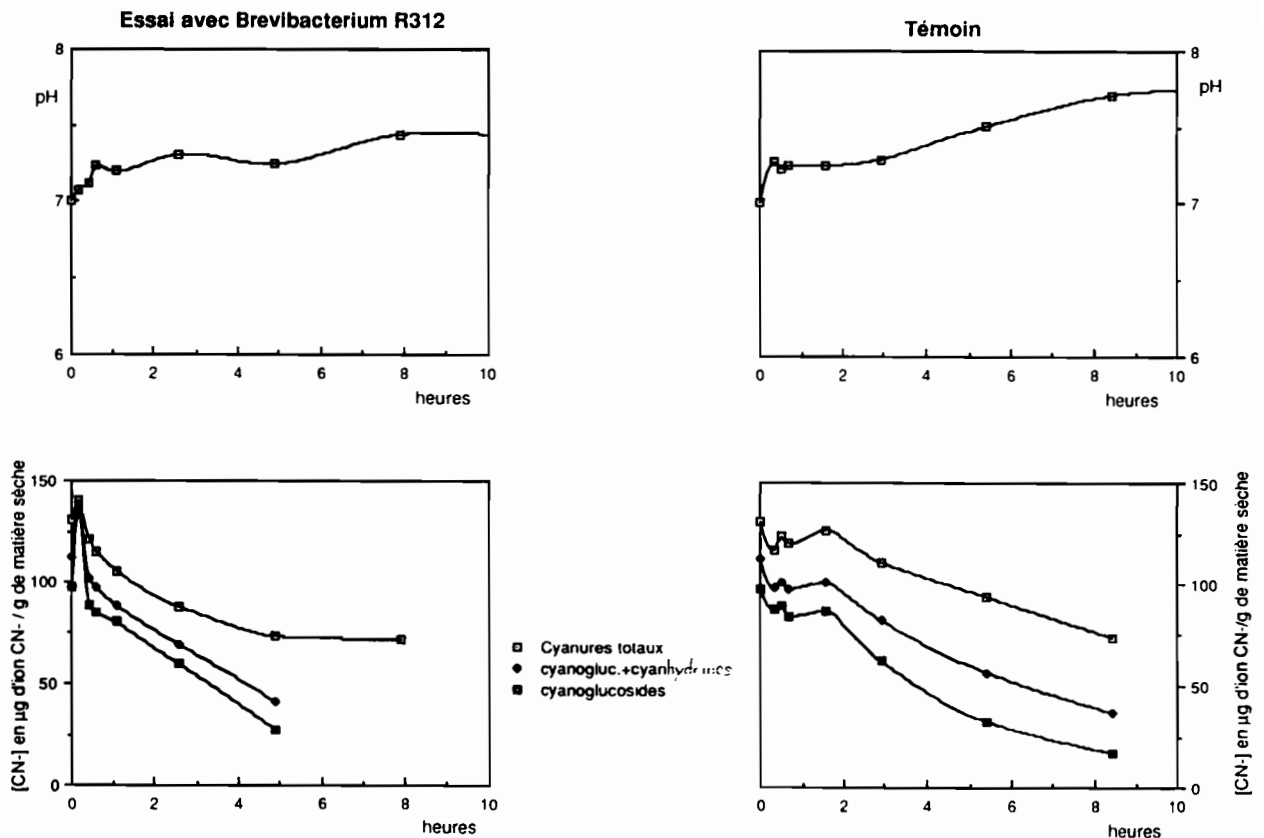 Essai avec Brevibacterium R312
8
pH
7
6
0 2 4 6 8 10
heures
Témoin
8
pH
7
6
0 2 4 6 8 10
heures
[CN-] en µg d'ion CN- / g de matière sèche
150
100
50
0
0 2 4 6 8 10
heures
Cyanures totaux
cyanogluc.+cyanhydrines
cyanoglucosides
150
100
50
0
[CN-] en µg d'ion CN-/g de matière sèche
0 2 4 6 8 10
heures